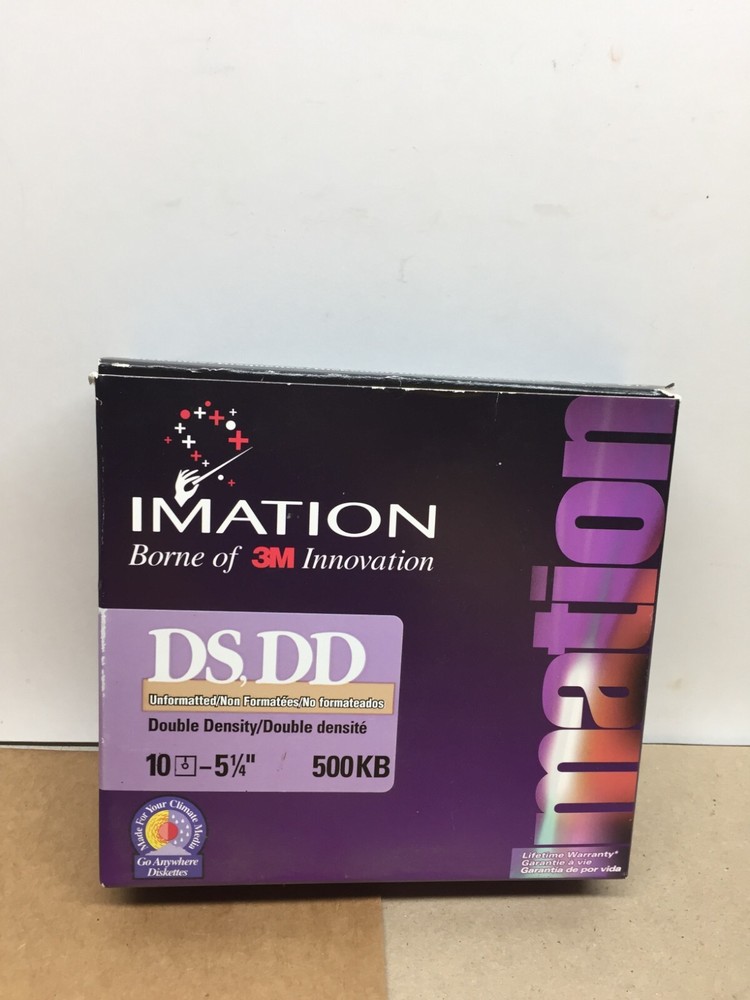 IMATION
Borne of 3M Innovation
DS, DD
Unformatted/Non Formatées/No formateados
Double Density/Double densité
10 – 5¼" 500KB
Made For Your Climate Media
Go Anywhere
Diskettes
imation
Lifetime Warranty*
Garantie à vie
Garantía de por vida